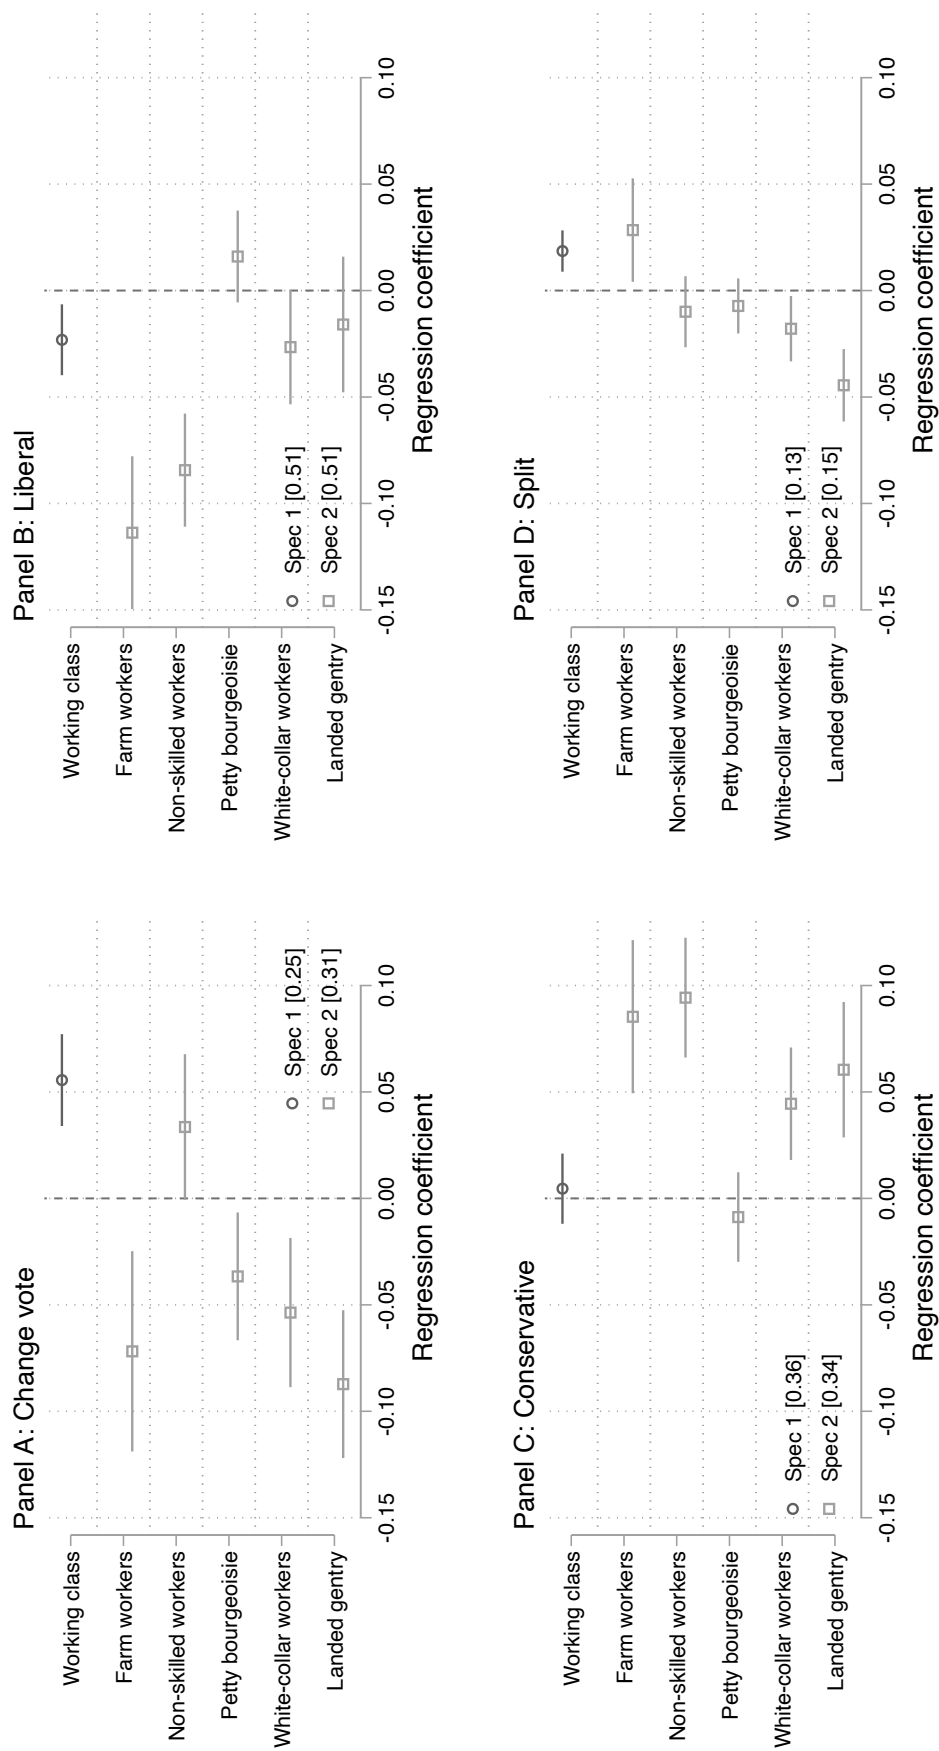 Panel A: Change vote
Working class
Farm workers
Non-skilled workers
Petty bourgeoisie
White-collar workers
Landed gentry
Spec 1 [0.25]
Spec 2 [0.31]
-0.15 -0.10 -0.05 0.00 0.05 0.10
Regression coefficient
Panel B: Liberal
Working class
Farm workers
Non-skilled workers
Petty bourgeoisie
White-collar workers
Landed gentry
Spec 1 [0.51]
Spec 2 [0.51]
-0.15 -0.10 -0.05 0.00 0.05 0.10
Regression coefficient
Panel C: Conservative
Working class
Farm workers
Non-skilled workers
Petty bourgeoisie
White-collar workers
Landed gentry
Spec 1 [0.36]
Spec 2 [0.34]
-0.15 -0.10 -0.05 0.00 0.05 0.10
Regression coefficient
Panel D: Split
Working class
Farm workers
Non-skilled workers
Petty bourgeoisie
White-collar workers
Landed gentry
Spec 1 [0.13]
Spec 2 [0.15]
-0.15 -0.10 -0.05 0.00 0.05 0.10
Regression coefficient